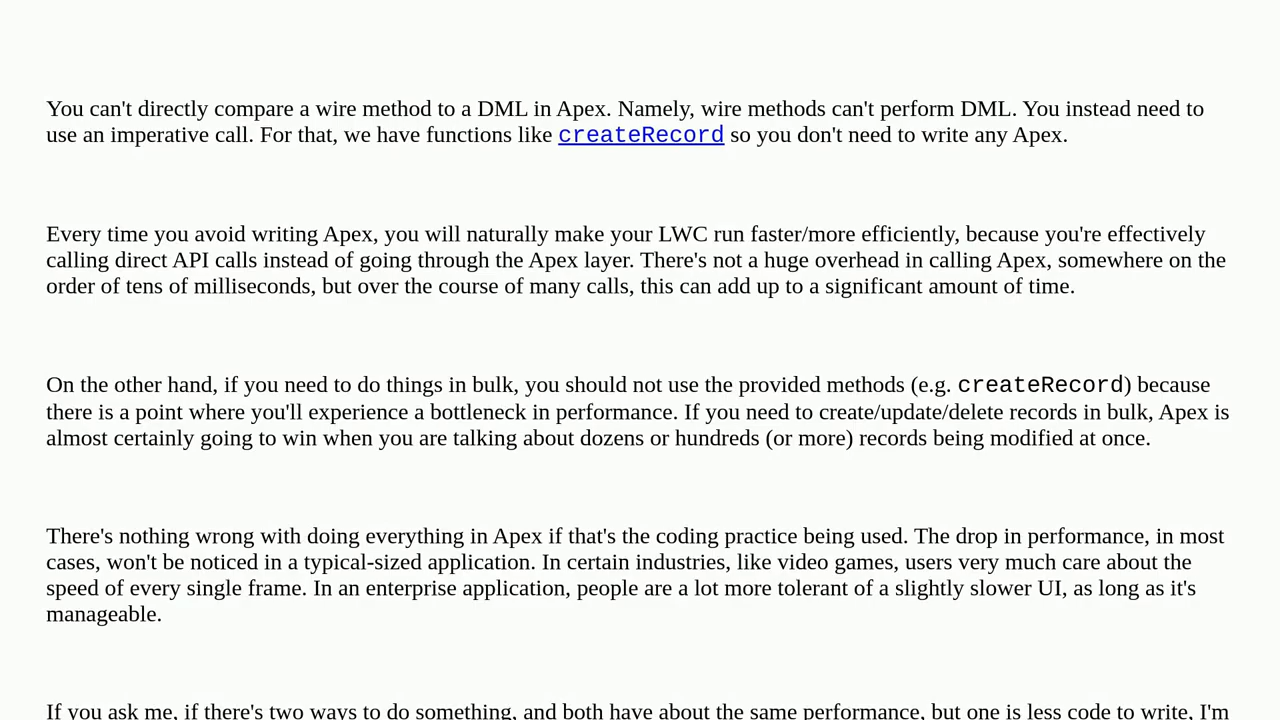 You can't directly compare a wire method to a DML in Apex. Namely, wire methods can't perform DML. You instead need to
use an imperative call. For that, we have functions like createRecord so you don't need to write any Apex.
Every time you avoid writing Apex, you will naturally make your LWC run faster/more efficiently, because you're effectively
calling direct API calls instead of going through the Apex layer. There's not a huge overhead in calling Apex, somewhere on the
order of tens of milliseconds, but over the course of many calls, this can add up to a significant amount of time.
On the other hand, if you need to do things in bulk, you should not use the provided methods (e.g. createRecord) because
there is a point where you'll experience a bottleneck in performance. If you need to create/update/delete records in bulk, Apex is
almost certainly going to win when you are talking about dozens or hundreds (or more) records being modified at once.
There's nothing wrong with doing everything in Apex if that's the coding practice being used. The drop in performance, in most
cases, won't be noticed in a typical-sized application. In certain industries, like video games, users very much care about the
speed of every single frame. In an enterprise application, people are a lot more tolerant of a slightly slower UI, as long as it's
manageable.
If you ask me, if there's two ways to do something, and both have about the same performance, but one is less code to write, I'm